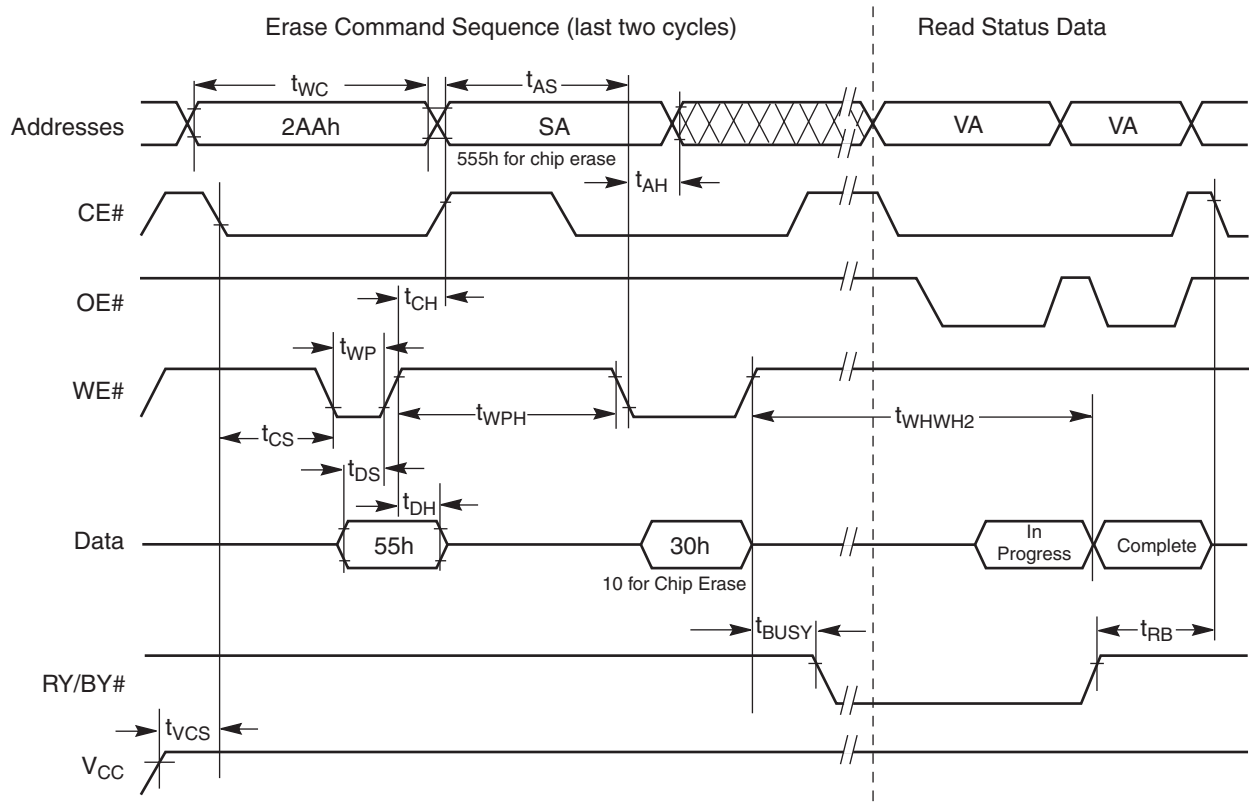 Erase Command Sequence (last two cycles)
Read Status Data
tWC
tAS
Addresses
2AAh
SA
VA
VA
555h for chip erase
tAH
CE#
OE#
tCH
tWP
WE#
tWPH
tWHWH2
tCS
tDS
tDH
Data
55h
30h
In
Progress
Complete
10 for Chip Erase
tBUSY
tRB
RY/BY#
tVCS
VCC